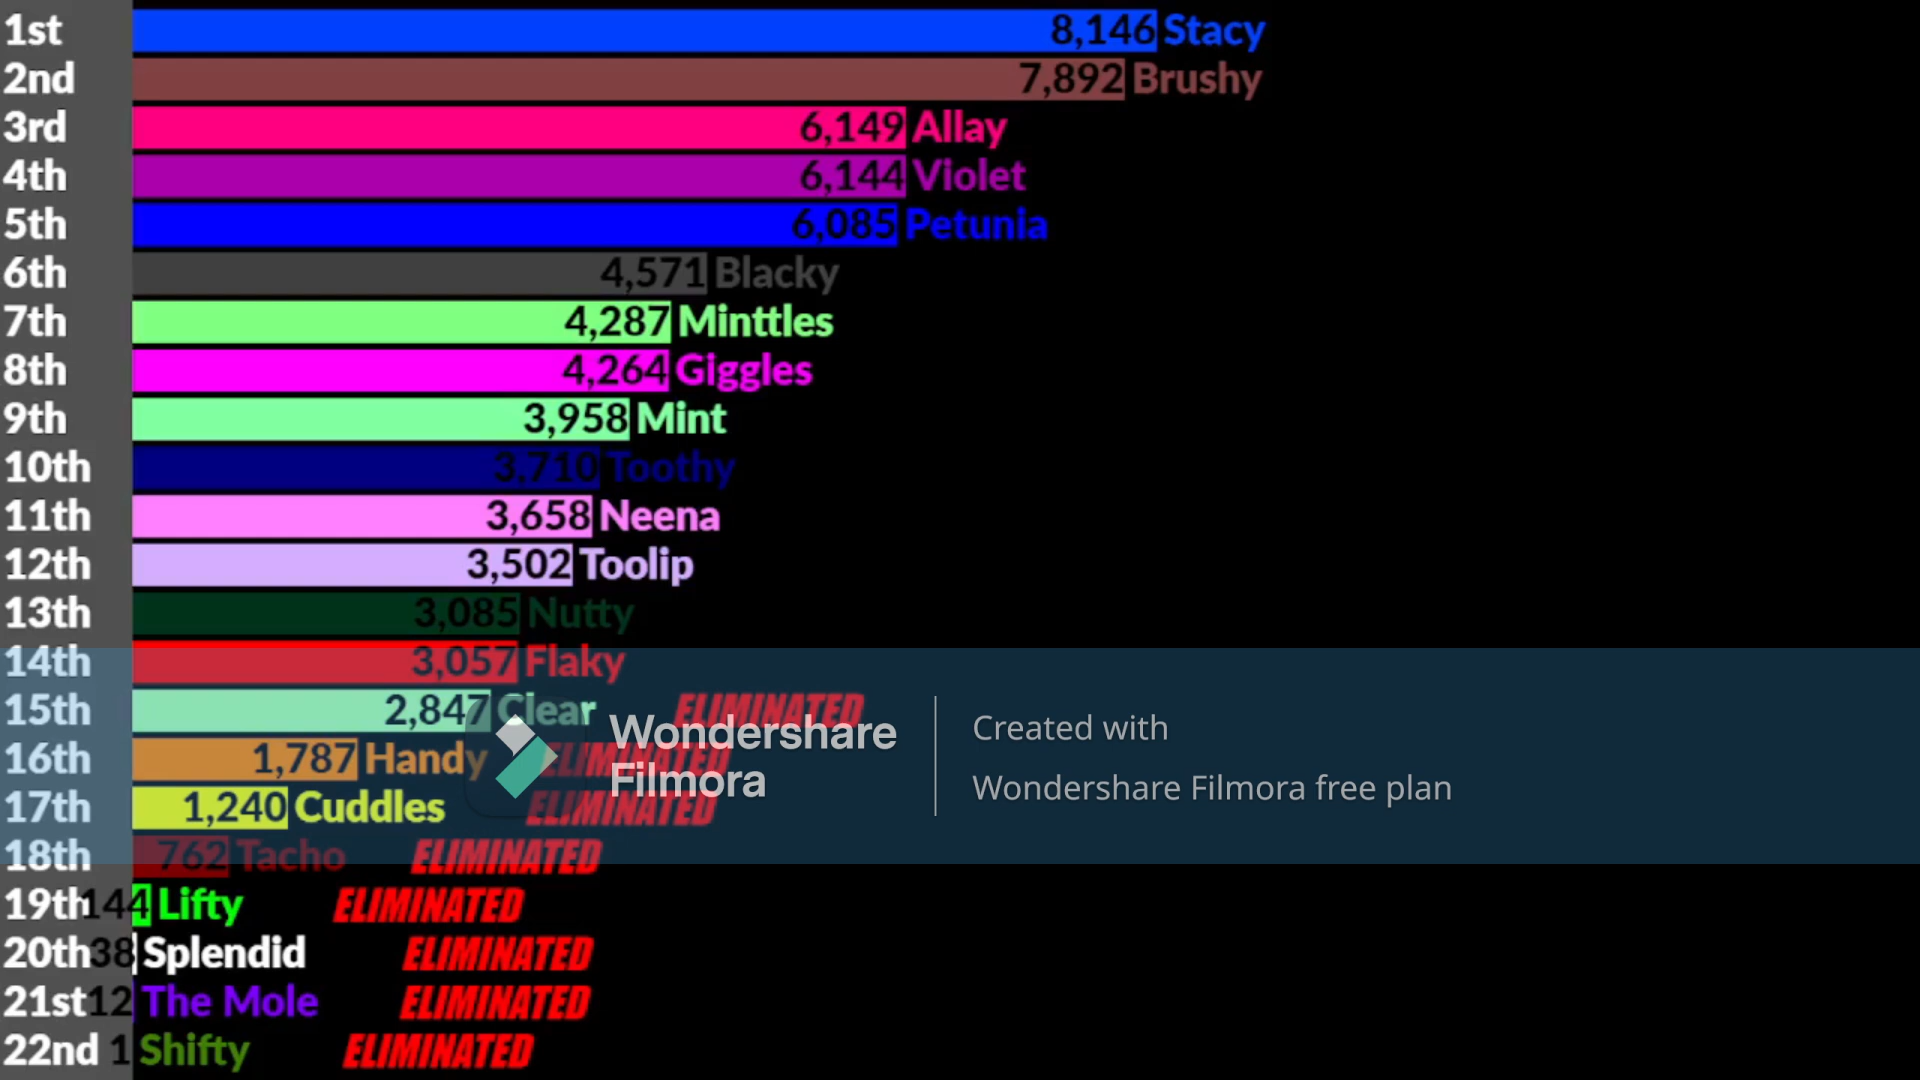 1st 8,146 Stacy
2nd 7,892 Brushy
3rd 6,149 Allay
4th 6,144 Violet
5th 6,085 Petunia
6th 4,571 Blacky
7th 4,287 Minttles
8th 4,264 Giggles
9th 3,958 Mint
10th 3,710 Toothy
11th 3,658 Neena
12th 3,502 Toolip
13th 3,085 Nutty
14th 3,057 Flaky
15th 2,847 Clear ELIMINATED
16th 1,787 Handy ELIMINATED
17th 1,240 Cuddles ELIMINATED
18th 762 Tacho ELIMINATED
19th 144 Lifty ELIMINATED
20th 38 Splendid ELIMINATED
21st 12 The Mole ELIMINATED
22nd 1 Shifty ELIMINATED
Wondershare
Filmora
Created with
Wondershare Filmora free plan